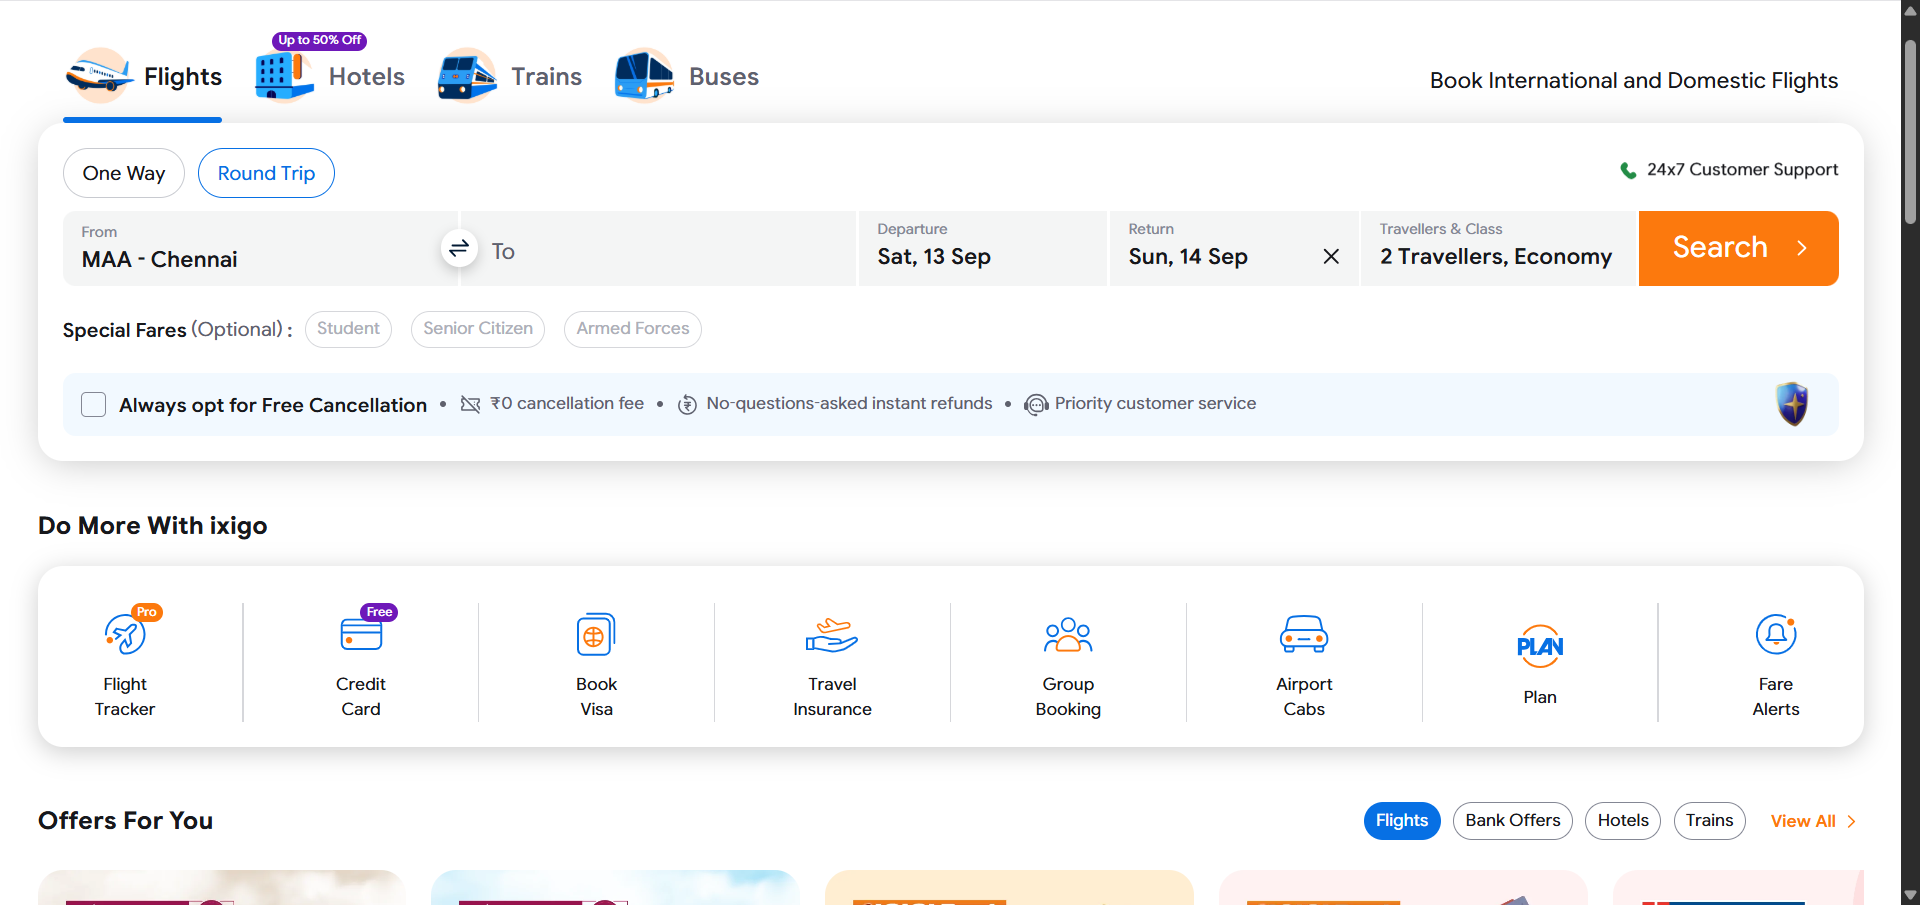 Up to 50% Off
Flights
Hotels
Trains
Buses
Book International and Domestic Flights
One Way
Round Trip
24x7 Customer Support
From
MAA - Chennai
To
Departure
Sat, 13 Sep
Return
Sun, 14 Sep
Travellers & Class
2 Travellers, Economy
Search
Special Fares (Optional) :
Student
Senior Citizen
Armed Forces
Always opt for Free Cancellation • ₹0 cancellation fee • No-questions-asked instant refunds • Priority customer service
Do More With ixigo
Pro
Flight
Tracker
Free
Credit
Card
Book
Visa
Travel
Insurance
Group
Booking
Airport
Cabs
PLAN
Plan
Fare
Alerts
Offers For You
Flights
Bank Offers
Hotels
Trains
View All